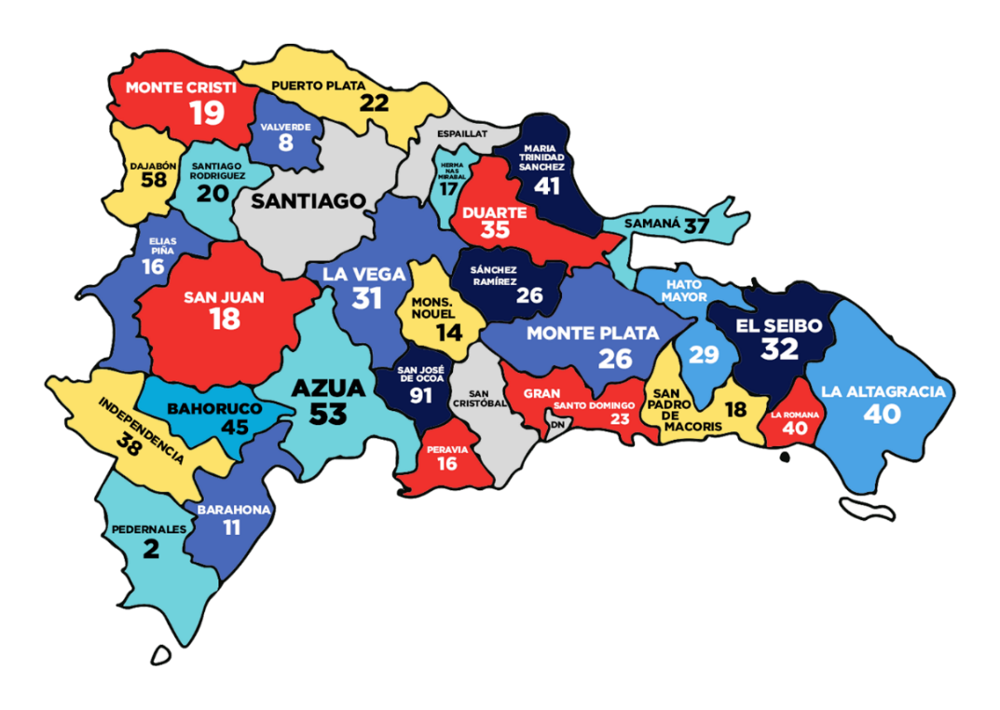 MONTE CRISTI
19
PUERTO PLATA
22
VALVERDE
8
ESPAILLAT
MARIA
TRINIDAD
SANCHEZ
41
DAJABÓN
58
SANTIAGO
RODRIGUEZ
20
HERMA
NAS
MIRABAL
17
SANTIAGO
DUARTE
35
SAMANÁ 37
ELIAS
PIÑA
16
LA VEGA
31
SÁNCHEZ
RAMÍREZ
26
HATO
MAYOR
29
SAN JUAN
18
MONS.
NOUEL
14
MONTE PLATA
26
EL SEIBO
32
AZUA
53
SAN JOSÉ
DE OCOA
91
SAN
CRISTÓBAL
GRAN
SANTO DOMINGO
23
DN
SAN
PADRO
DE
MACORIS
18
LA ROMANA
40
LA ALTAGRACIA
40
INDEPENDENCIA
38
BAHORUCO
45
PERAVIA
16
BARAHONA
11
PEDERNALES
2